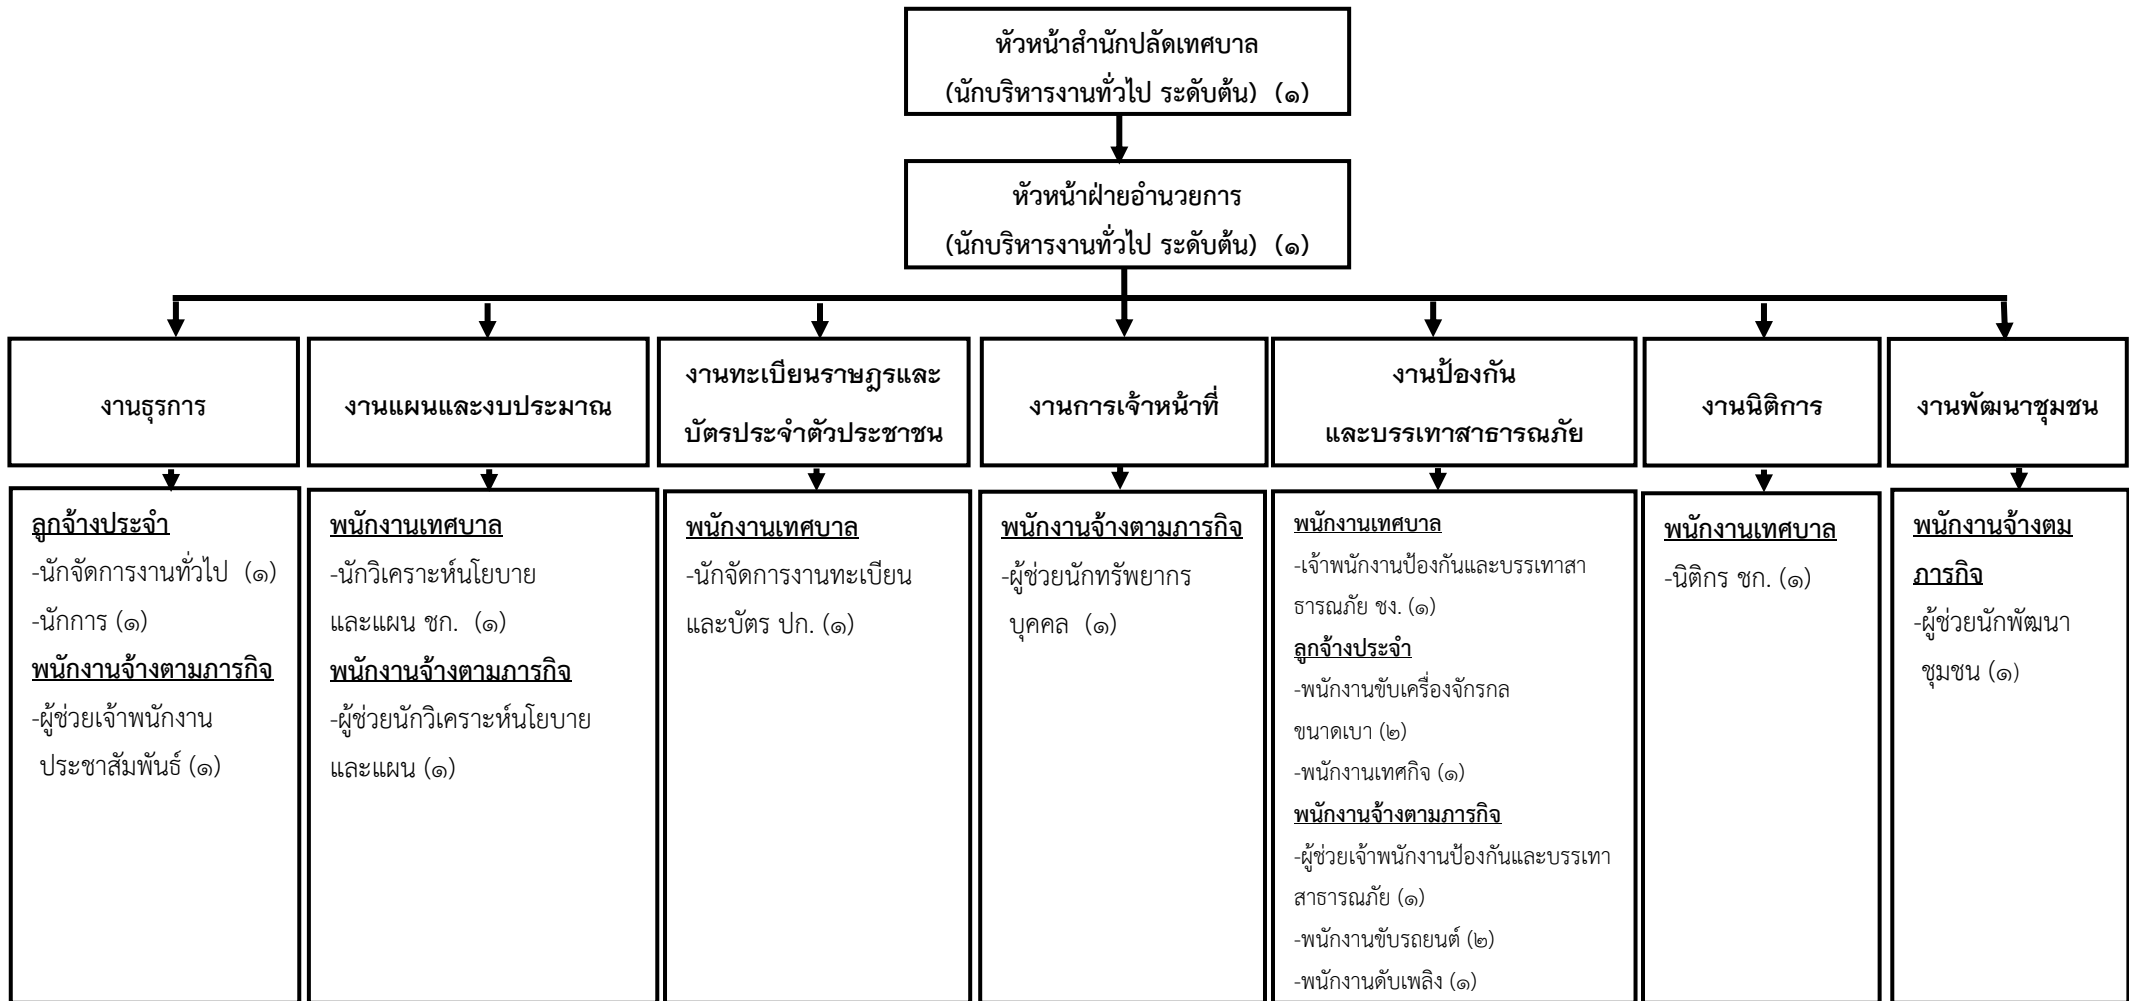 หัวหน้าสำนักปลัดเทศบาล
(นักบริหารงานทั่วไป ระดับต้น) (๑)
หัวหน้าฝ่ายอำนวยการ
(นักบริหารงานทั่วไป ระดับต้น) (๑)
งานธุรการ
งานแผนและงบประมาณ
งานทะเบียนราษฎรและ
บัตรประจำตัวประชาชน
งานการเจ้าหน้าที่
งานป้องกัน
และบรรเทาสาธารณภัย
งานนิติการ
งานพัฒนาชุมชน
ลูกจ้างประจำ
-นักจัดการงานทั่วไป (๑)
-นักการ (๑)
พนักงานจ้างตามภารกิจ
-ผู้ช่วยเจ้าพนักงาน
ประชาสัมพันธ์ (๑)
พนักงานเทศบาล
-นักวิเคราะห์นโยบาย
และแผน ชก. (๑)
พนักงานจ้างตามภารกิจ
-ผู้ช่วยนักวิเคราะห์นโยบาย
และแผน (๑)
พนักงานเทศบาล
-นักจัดการงานทะเบียน
และบัตร ปก. (๑)
พนักงานจ้างตามภารกิจ
-ผู้ช่วยนักทรัพยากร
บุคคล (๑)
พนักงานเทศบาล
-เจ้าพนักงานป้องกันและบรรเทาสา
ธารณภัย ชง. (๑)
ลูกจ้างประจำ
-พนักงานขับเครื่องจักรกล
ขนาดเบา (๒)
-พนักงานเทศกิจ (๑)
พนักงานจ้างตามภารกิจ
-ผู้ช่วยเจ้าพนักงานป้องกันและบรรเทา
สาธารณภัย (๑)
-พนักงานขับรถยนต์ (๒)
-พนักงานดับเพลิง (๑)
พนักงานเทศบาล
-นิติกร ชก. (๑)
พนักงานจ้างตม
ภารกิจ
-ผู้ช่วยนักพัฒนา
ชุมชน (๑)